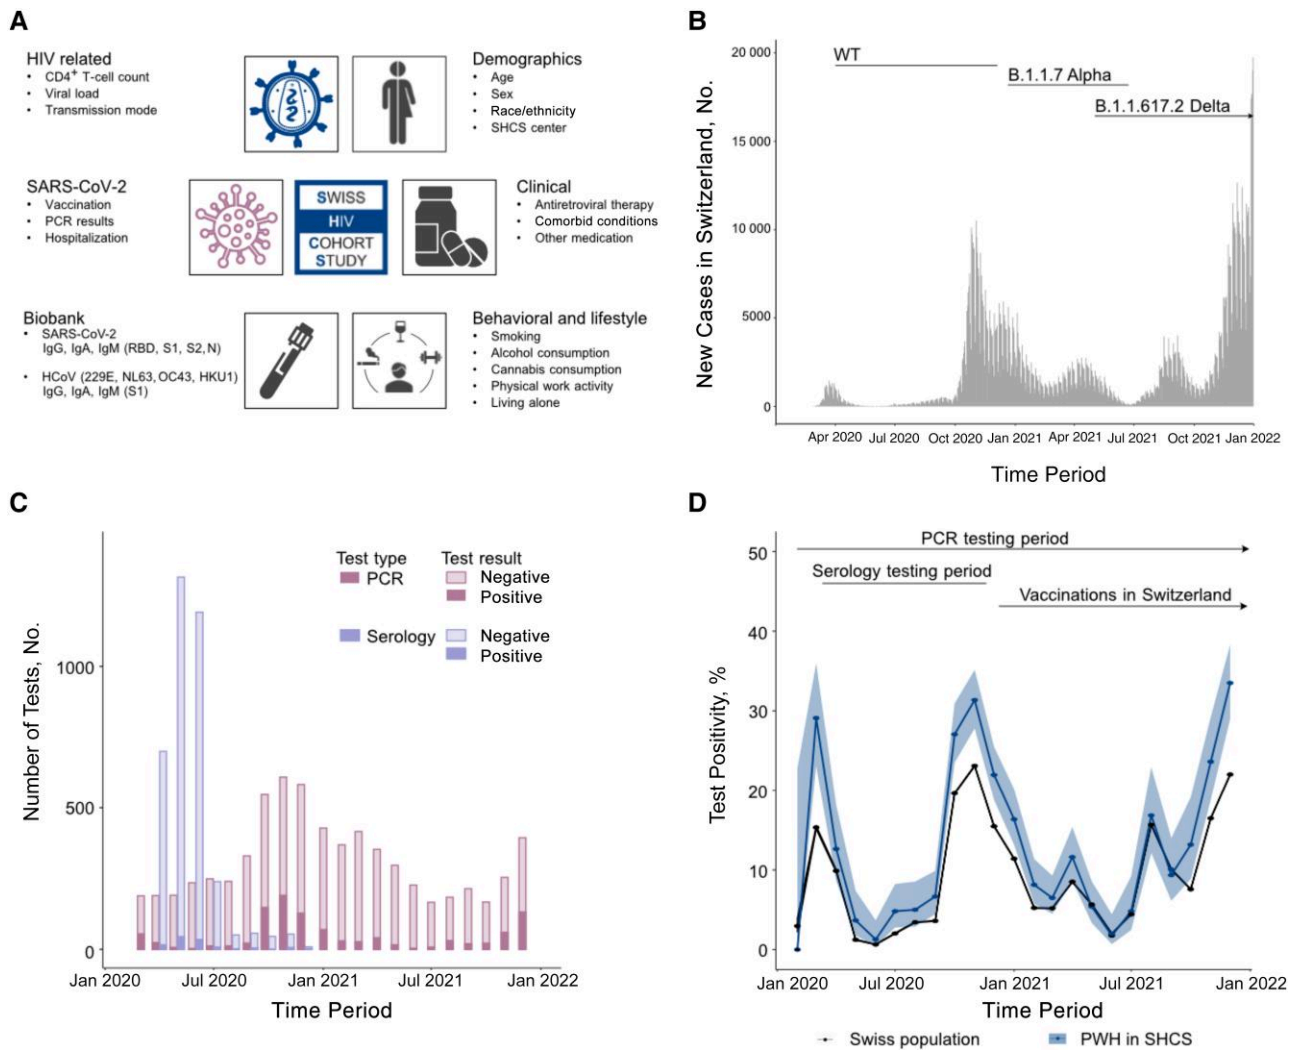 A
HIV related
• CD4+ T-cell count
• Viral load
• Transmission mode
Demographics
• Age
• Sex
• Race/ethnicity
• SHCS center
SARS-CoV-2
• Vaccination
• PCR results
• Hospitalization
SWISS
HIV
COHORT
STUDY
Clinical
• Antiretroviral therapy
• Comorbid conditions
• Other medication
Biobank
• SARS-CoV-2
IgG, IgA, IgM (RBD, S1, S2, N)
• HCoV (229E, NL63, OC43, HKU1)
IgG, IgA, IgM (S1)
Behavioral and lifestyle
• Smoking
• Alcohol consumption
• Cannabis consumption
• Physical work activity
• Living alone
B
New Cases in Switzerland, No.
20 000
15 000
10 000
5000
0
WT
B.1.1.7 Alpha
B.1.1.617.2 Delta
Apr 2020 Jul 2020 Oct 2020 Jan 2021 Apr 2021 Jul 2021 Oct 2021 Jan 2022
Time Period
C
Number of Tests, No.
1000
500
0
Test type
PCR
Serology
Test result
Negative
Positive
Negative
Positive
Jan 2020 Jul 2020 Jan 2021 Jul 2021 Jan 2022
Time Period
D
Test Positivity, %
50
40
30
20
10
0
PCR testing period
Serology testing period
Vaccinations in Switzerland
Jan 2020 Jul 2020 Jan 2021 Jul 2021 Jan 2022
Time Period
Swiss population
PWH in SHCS